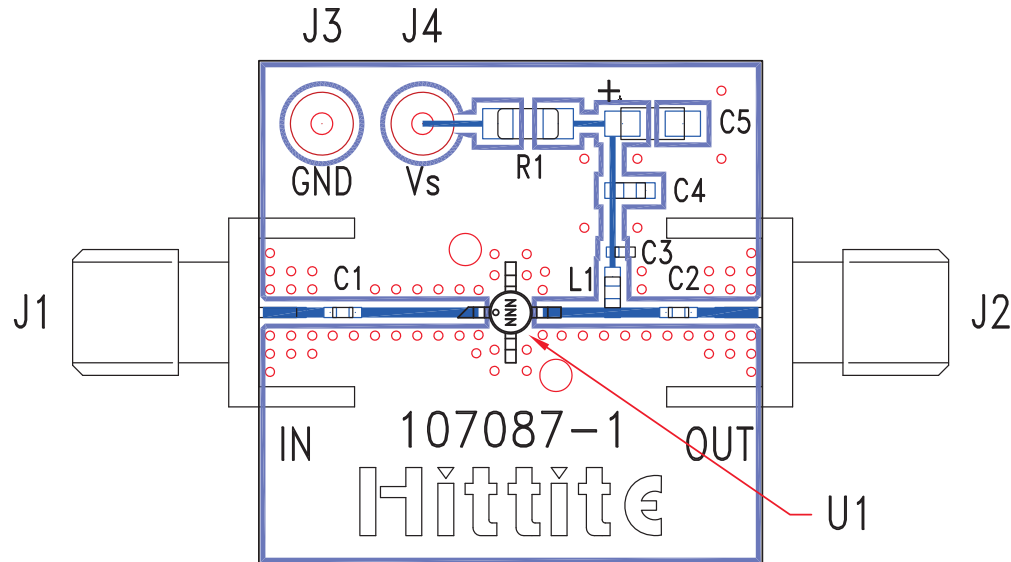 J3 J4
+
C5
R1
GND Vs
C4
C3
C1 L1 C2
J1 NNN J2
107087-1
IN OUT
Hittite
U1